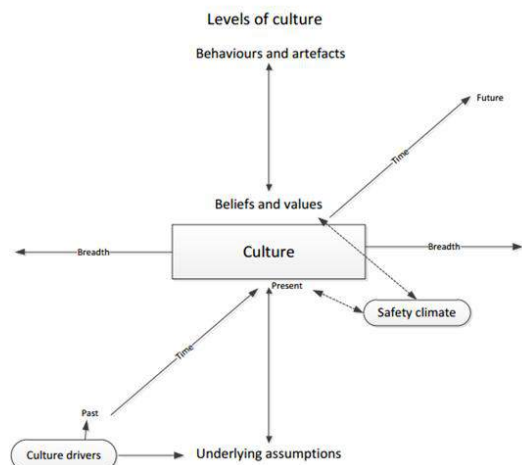 Levels of culture
Behaviours and artefacts
Future
Time
Beliefs and values
Breadth
Culture
Breadth
Present
Safety climate
Time
Past
Culture drivers
Underlying assumptions